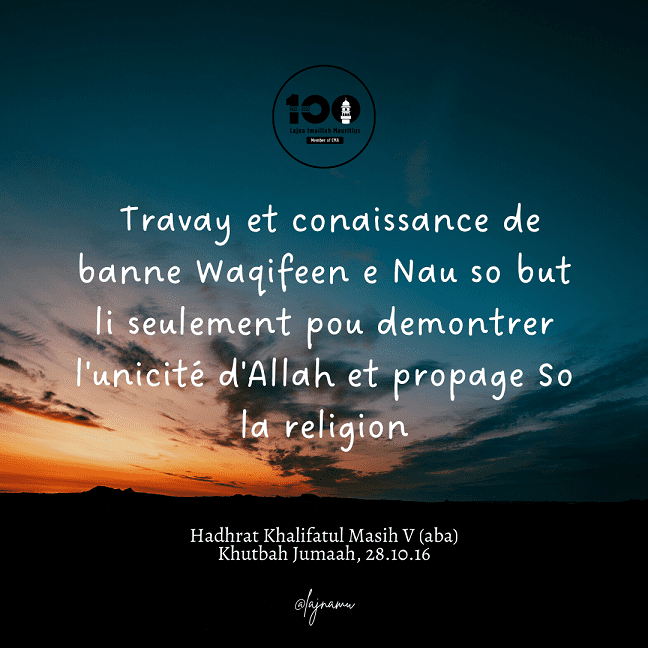 100
Lajna Imaillah Mauritius
Member of CMA
Travay et conaissance de
banne Waqifeen e Nau so but
li seulement pou demontrer
l'unicité d'Allah et propage So
la religion
Hadhrat Khalifatul Masih V (aba)
Khutbah Jumaah, 28.10.16
@lajnamu